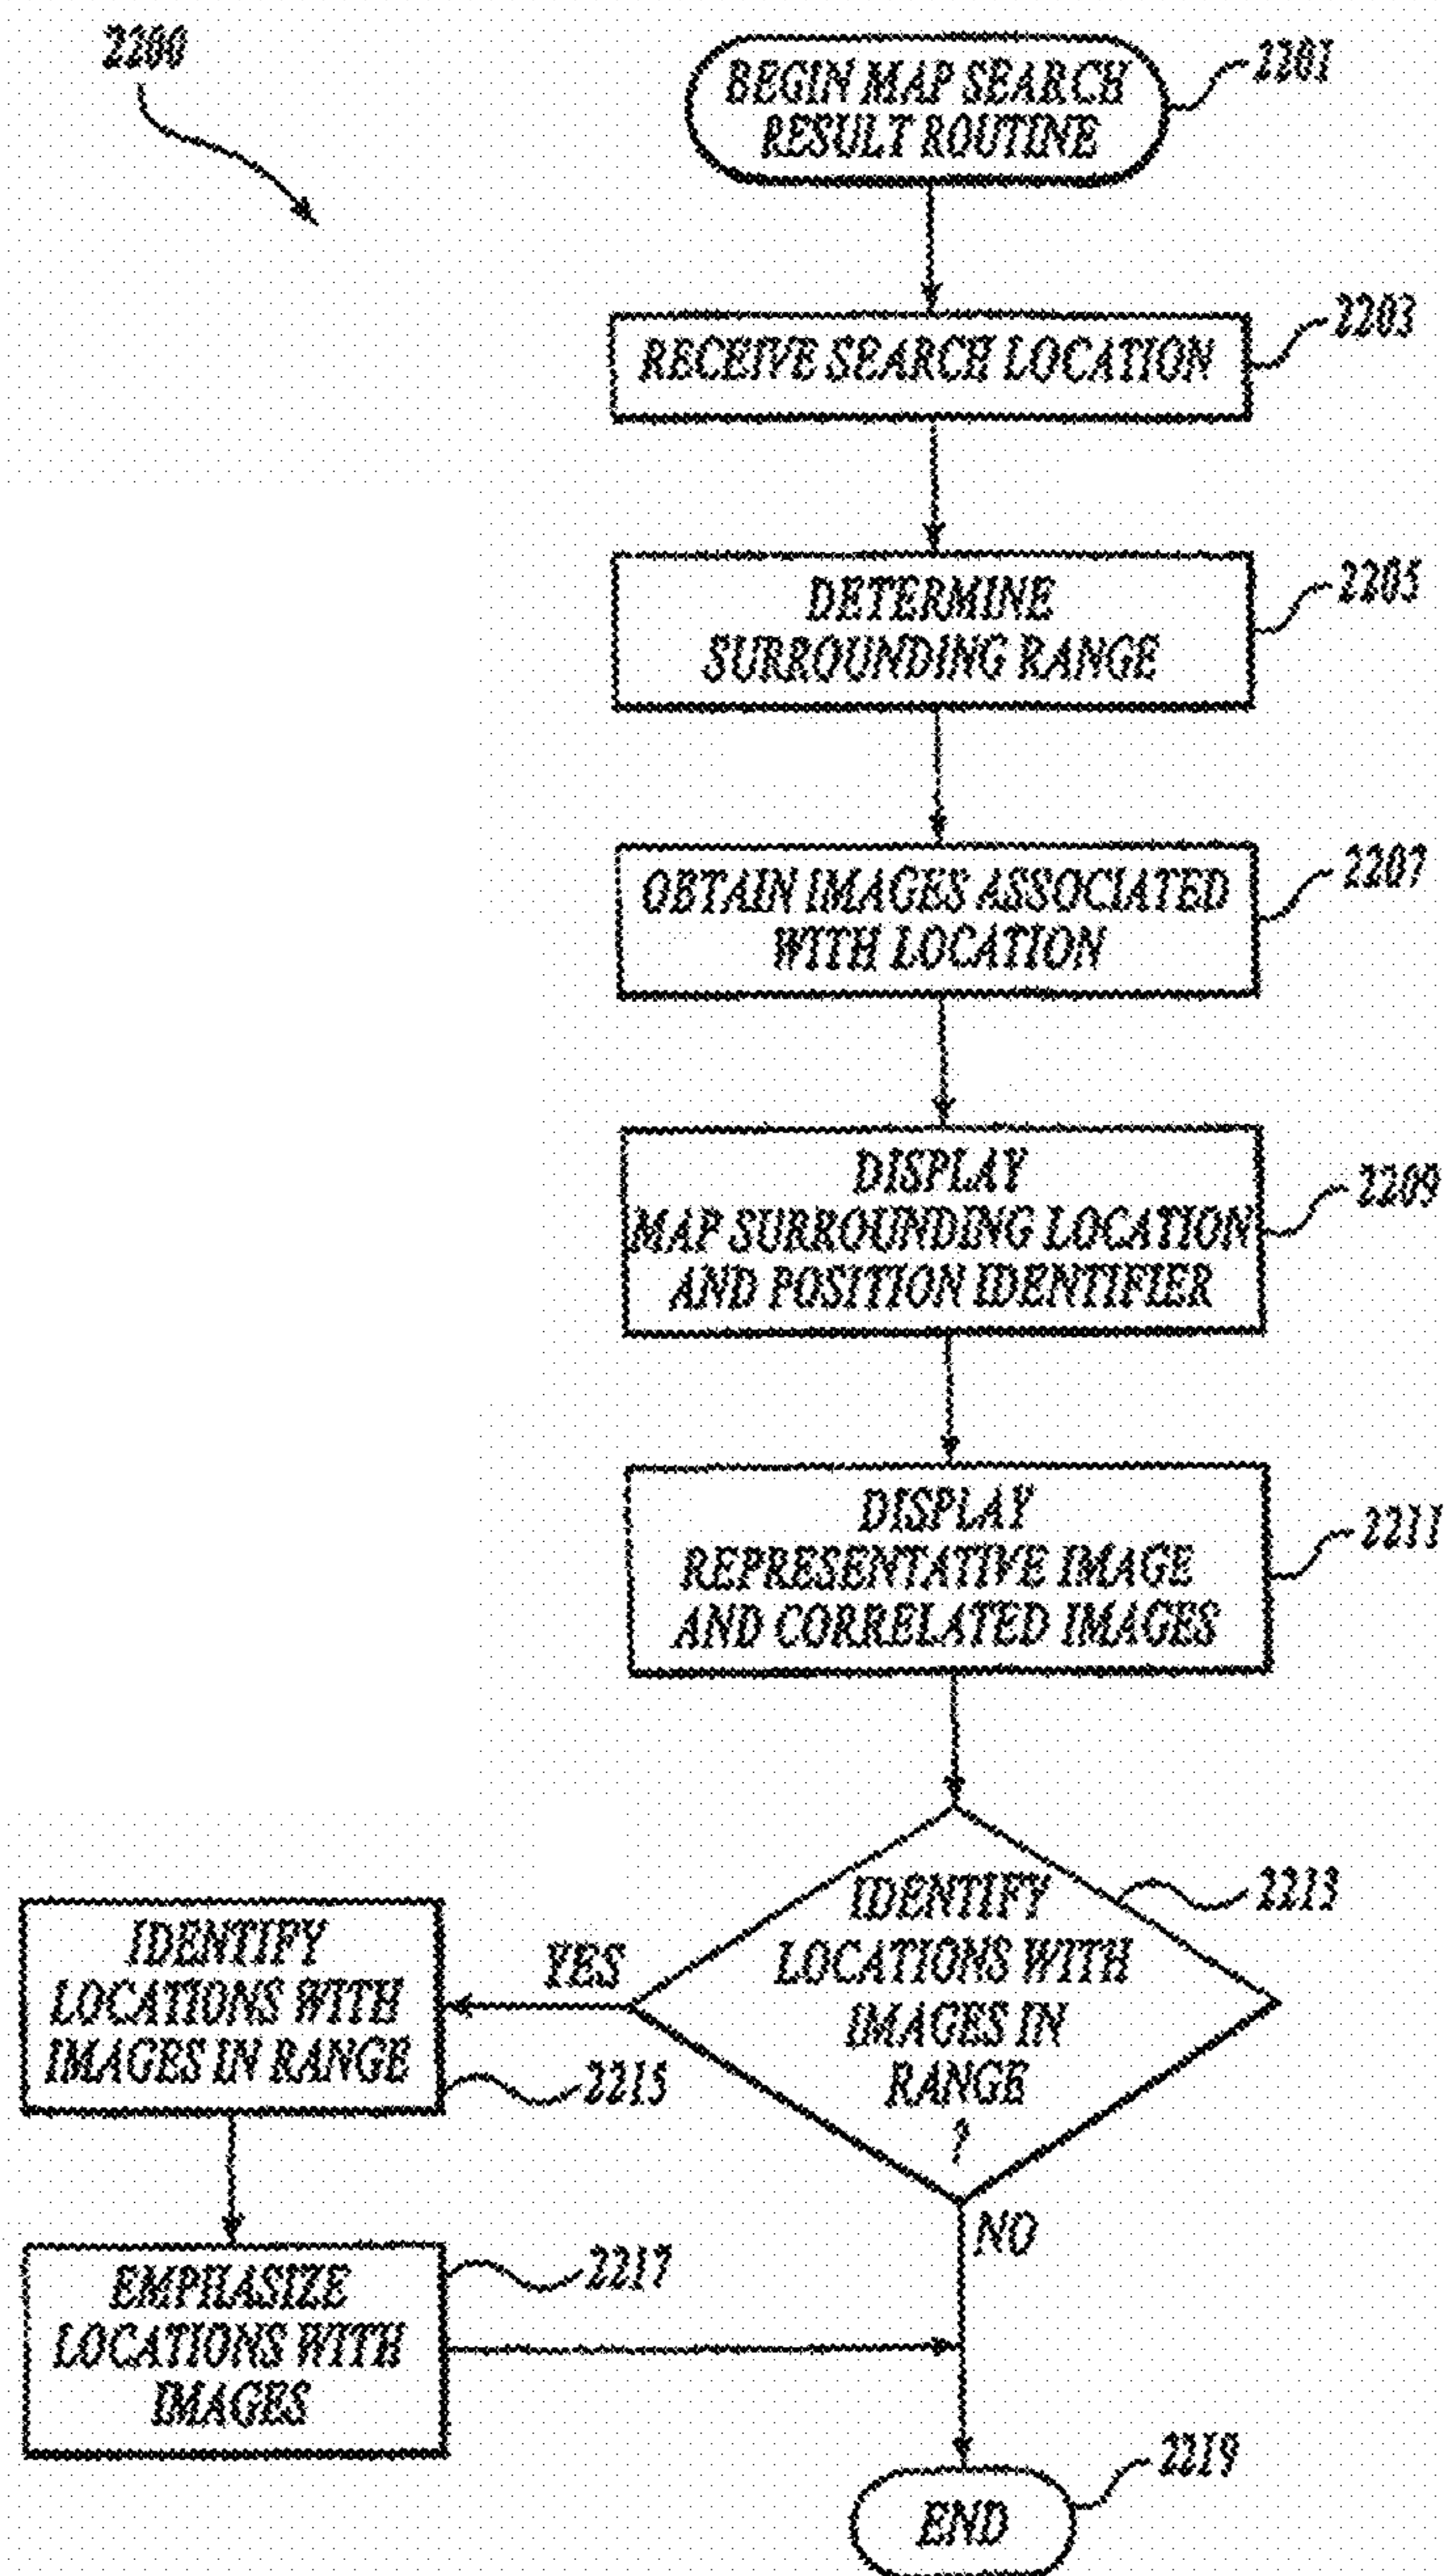 2200
BEGIN MAP SEARCH
RESULT ROUTINE
2201
RECEIVE SEARCH LOCATION
2203
DETERMINE
SURROUNDING RANGE
2205
OBTAIN IMAGES ASSOCIATED
WITH LOCATION
2207
DISPLAY
MAP SURROUNDING LOCATION
AND POSITION IDENTIFIER
2209
DISPLAY
REPRESENTATIVE IMAGE
AND CORRELATED IMAGES
2211
IDENTIFY
LOCATIONS WITH
IMAGES IN
RANGE
?
2213
YES
IDENTIFY
LOCATIONS WITH
IMAGES IN RANGE
2215
NO
EMPHASIZE
LOCATIONS WITH
IMAGES
2217
END
2219